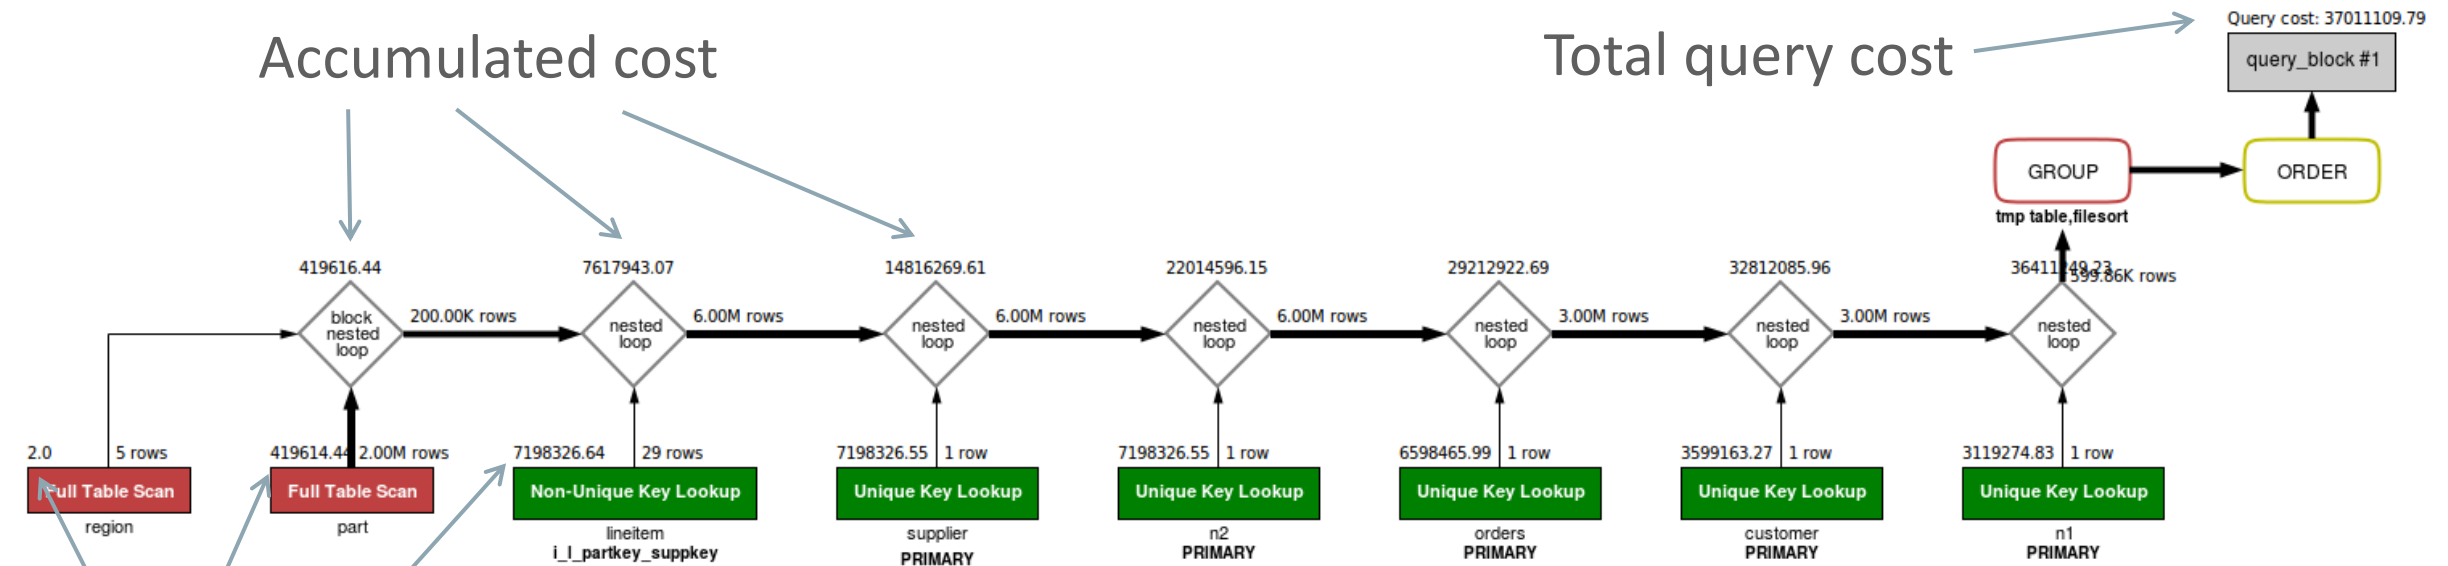 Accumulated cost
Total query cost
Query cost: 37011109.79
query_block #1
GROUP
ORDER
tmp table,filesort
419616.44
7617943.07
14816269.61
22014596.15
29212922.69
32812085.96
36411249.23
599.86K rows
block
nested
loop
200.00K rows
nested
loop
6.00M rows
nested
loop
6.00M rows
nested
loop
6.00M rows
nested
loop
3.00M rows
nested
loop
3.00M rows
nested
loop
2.0
5 rows
Full Table Scan
region
419614.44
2.00M rows
Full Table Scan
part
7198326.64
29 rows
Non-Unique Key Lookup
lineitem
i_l_partkey_suppkey
7198326.55
1 row
Unique Key Lookup
supplier
PRIMARY
7198326.55
1 row
Unique Key Lookup
n2
PRIMARY
6598465.99
1 row
Unique Key Lookup
orders
PRIMARY
3599163.27
1 row
Unique Key Lookup
customer
PRIMARY
3119274.83
1 row
Unique Key Lookup
n1
PRIMARY